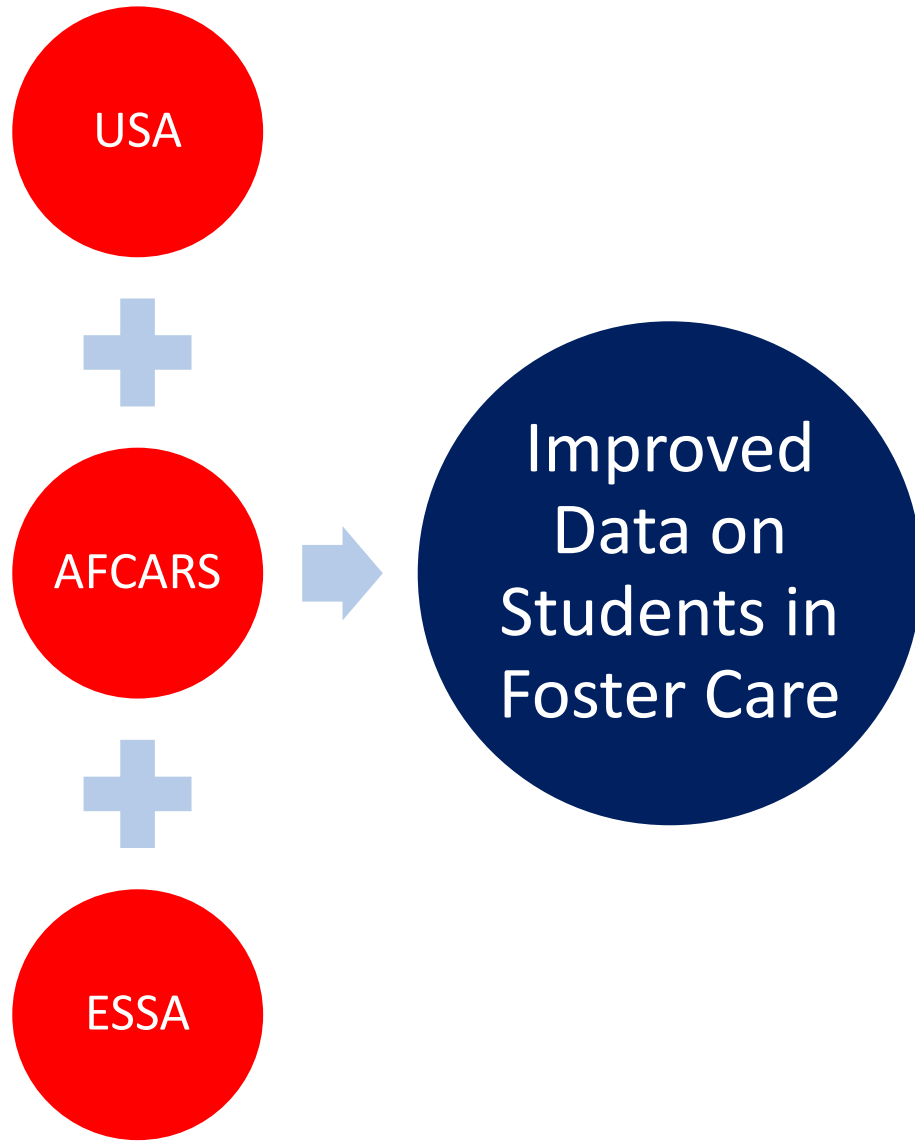 USA
AFCARS
ESSA
Improved
Data on
Students in
Foster Care